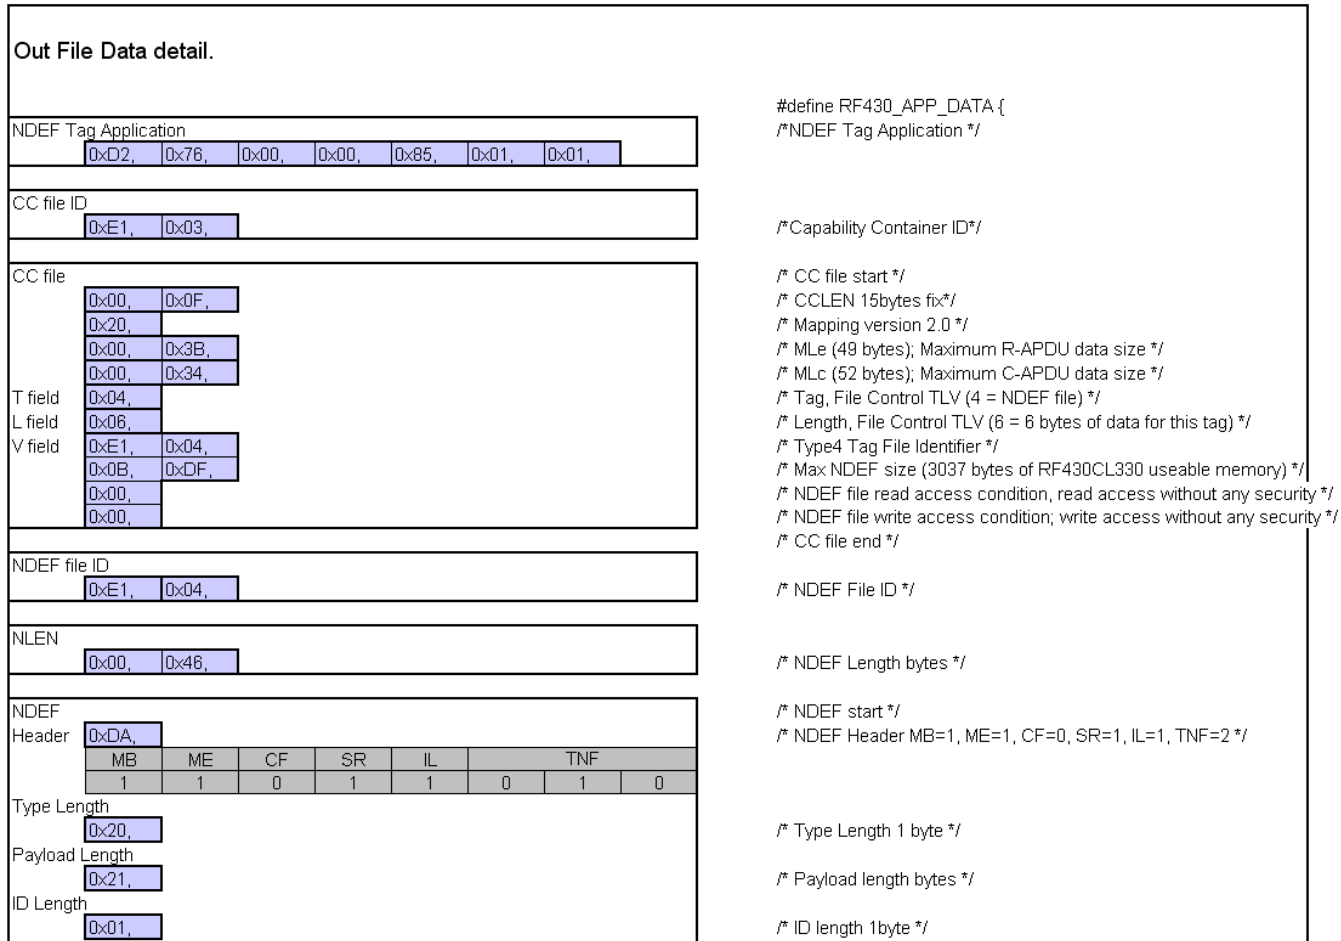 Out File Data detail.
#define RF430_APP_DATA {
NDEF Tag Application /*NDEF Tag Application */
0xD2, 0x76, 0x00, 0x00, 0x85, 0x01, 0x01,
CC file ID
0xE1, 0x03, /*Capability Container ID*/
CC file /* CC file start */
0x00, 0x0F, /* CCLEN 15bytes fix*/
0x20, /* Mapping version 2.0 */
0x00, 0x3B, /* MLe (49 bytes); Maximum R-APDU data size */
0x00, 0x34, /* MLc (52 bytes); Maximum C-APDU data size */
T field 0x04, /* Tag, File Control TLV (4 = NDEF file) */
L field 0x06, /* Length, File Control TLV (6 = 6 bytes of data for this tag) */
V field 0xE1, 0x04, /* Type4 Tag File Identifier */
0x0B, 0xDF, /* Max NDEF size (3037 bytes of RF430CL330 useable memory) */
0x00, /* NDEF file read access condition, read access without any security */
0x00, /* NDEF file write access condition; write access without any security */
/* CC file end */
NDEF file ID
0xE1, 0x04, /* NDEF File ID */
NLEN
0x00, 0x46, /* NDEF Length bytes */
NDEF /* NDEF start */
Header 0xDA, /* NDEF Header MB=1, ME=1, CF=0, SR=1, IL=1, TNF=2 */
MB ME CF SR IL TNF
1 1 0 1 1 0 1 0
Type Length
0x20, /* Type Length 1 byte */
Payload Length
0x21, /* Payload length bytes */
ID Length
0x01, /* ID length 1byte */